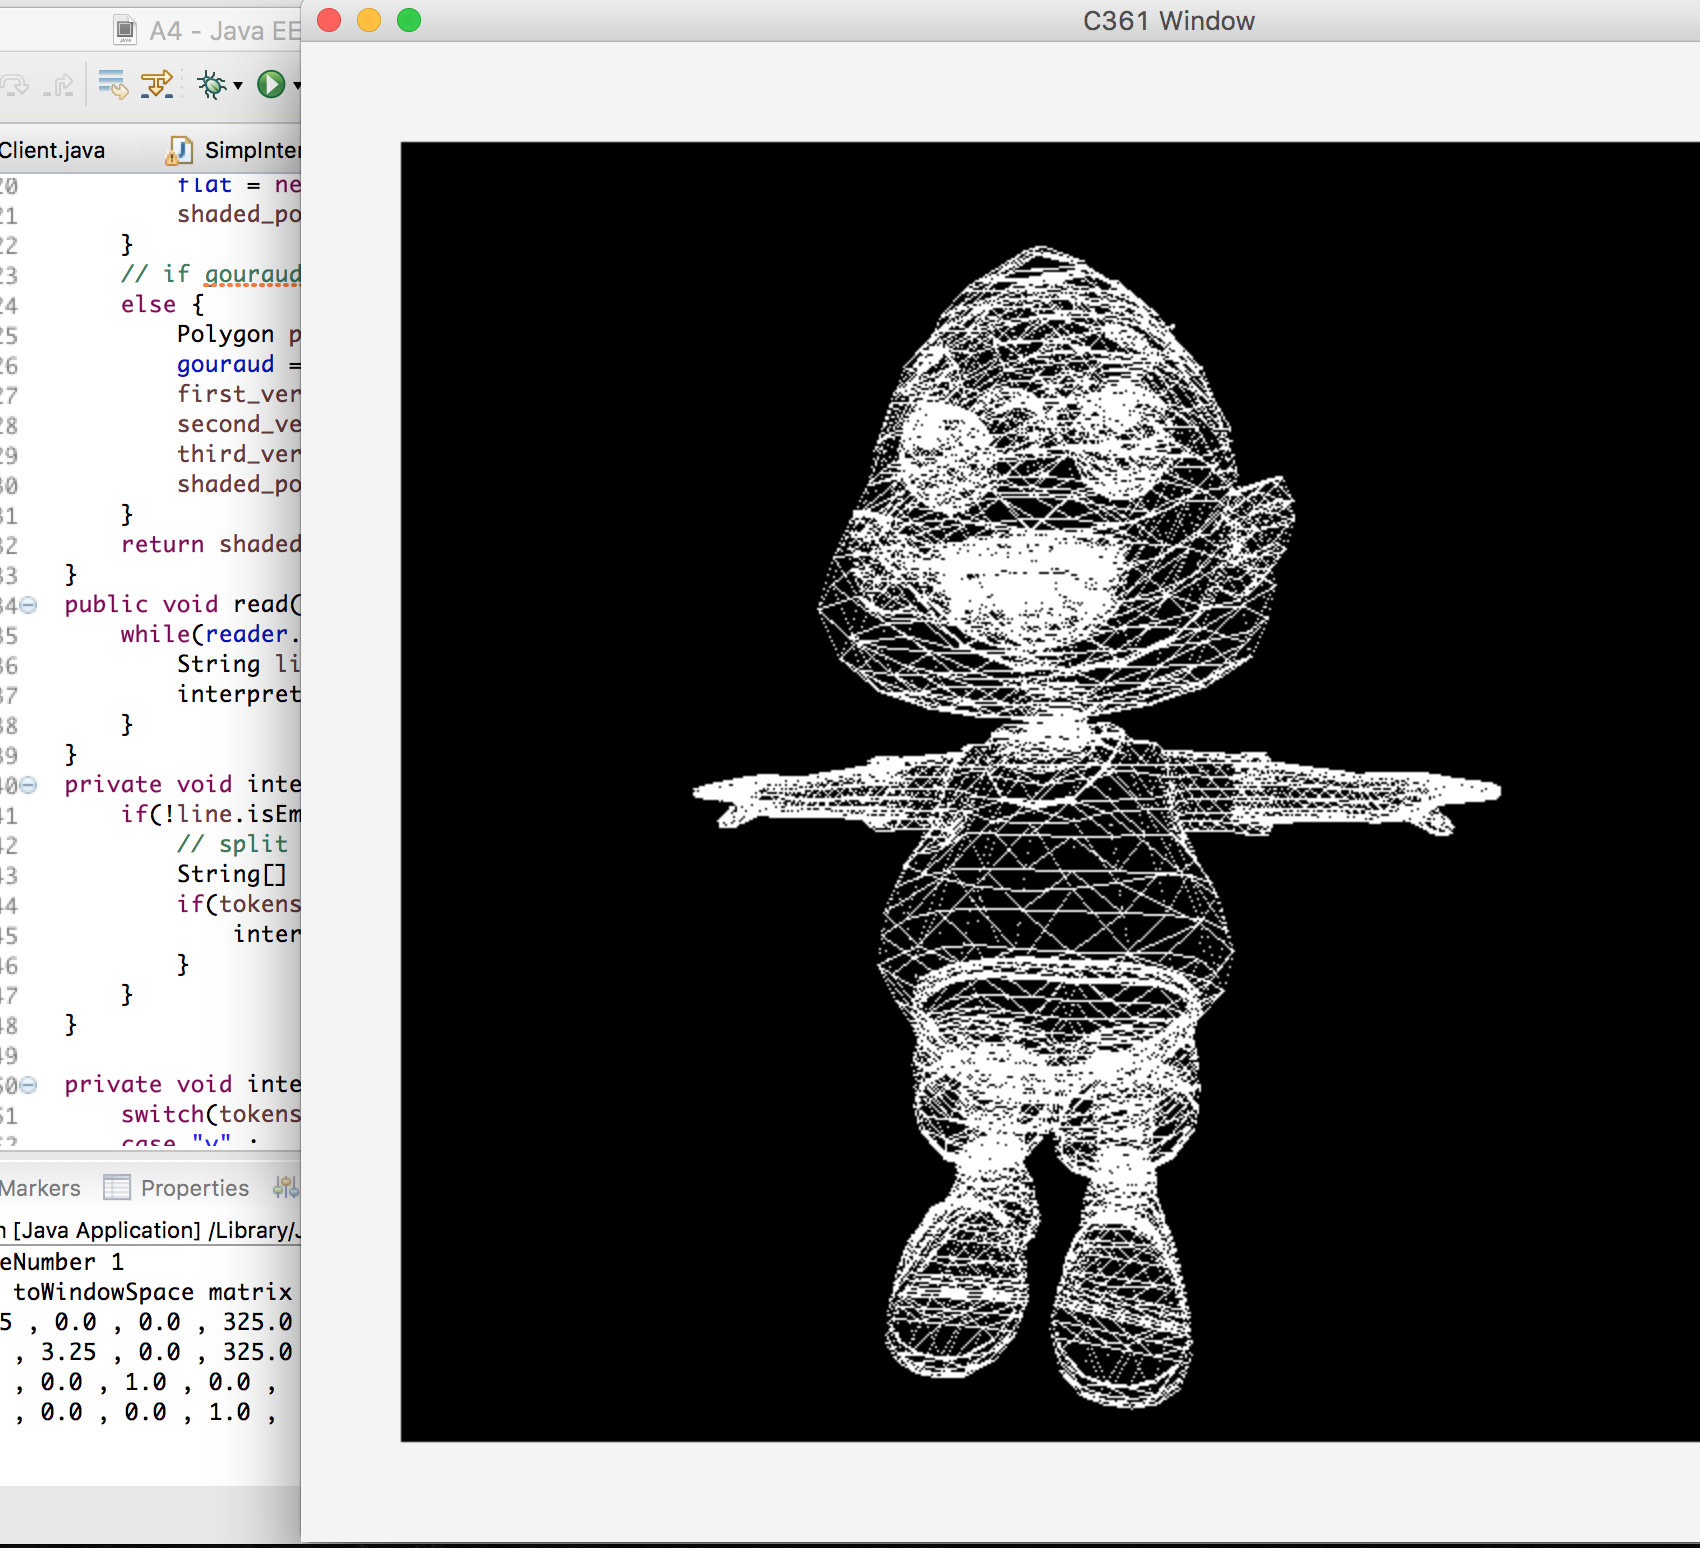 A4 - Java EE
C361 Window
Client.java
SimpInter
20 flat = ne
21 shaded_po
22 }
23 // if gouraud
24 else {
25 Polygon p
26 gouraud =
27 first_ver
28 second_ve
29 third_ver
30 shaded_po
31 }
32 return shaded
33 }
34 public void read(
35 while(reader.
36 String li
37 interpret
38 }
39 }
40 private void inte
41 if(!line.isEm
42 // split
43 String[]
44 if(tokens
45 inter
46 }
47 }
48 }
49
50 private void inte
51 switch(tokens
52 case "v" :
Markers
Properties
n [Java Application] /Library/J
eNumber 1
toWindowSpace matrix
5 , 0.0 , 0.0 , 325.0
, 3.25 , 0.0 , 325.0
, 0.0 , 1.0 , 0.0 ,
, 0.0 , 0.0 , 1.0 ,